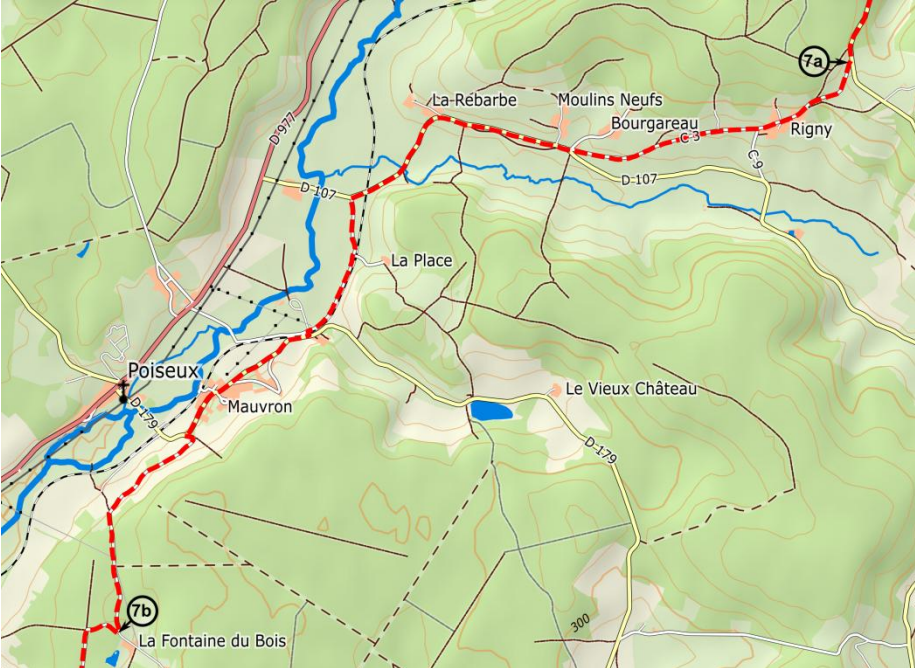 7a
La Rebarbe
Moulins Neufs
Bourgareau
C 3
Rigny
D 977
C 9
D 107
D 107
La Place
Poiseux
Le Vieux Château
Mauvron
D 179
D 179
7b
300
La Fontaine du Bois